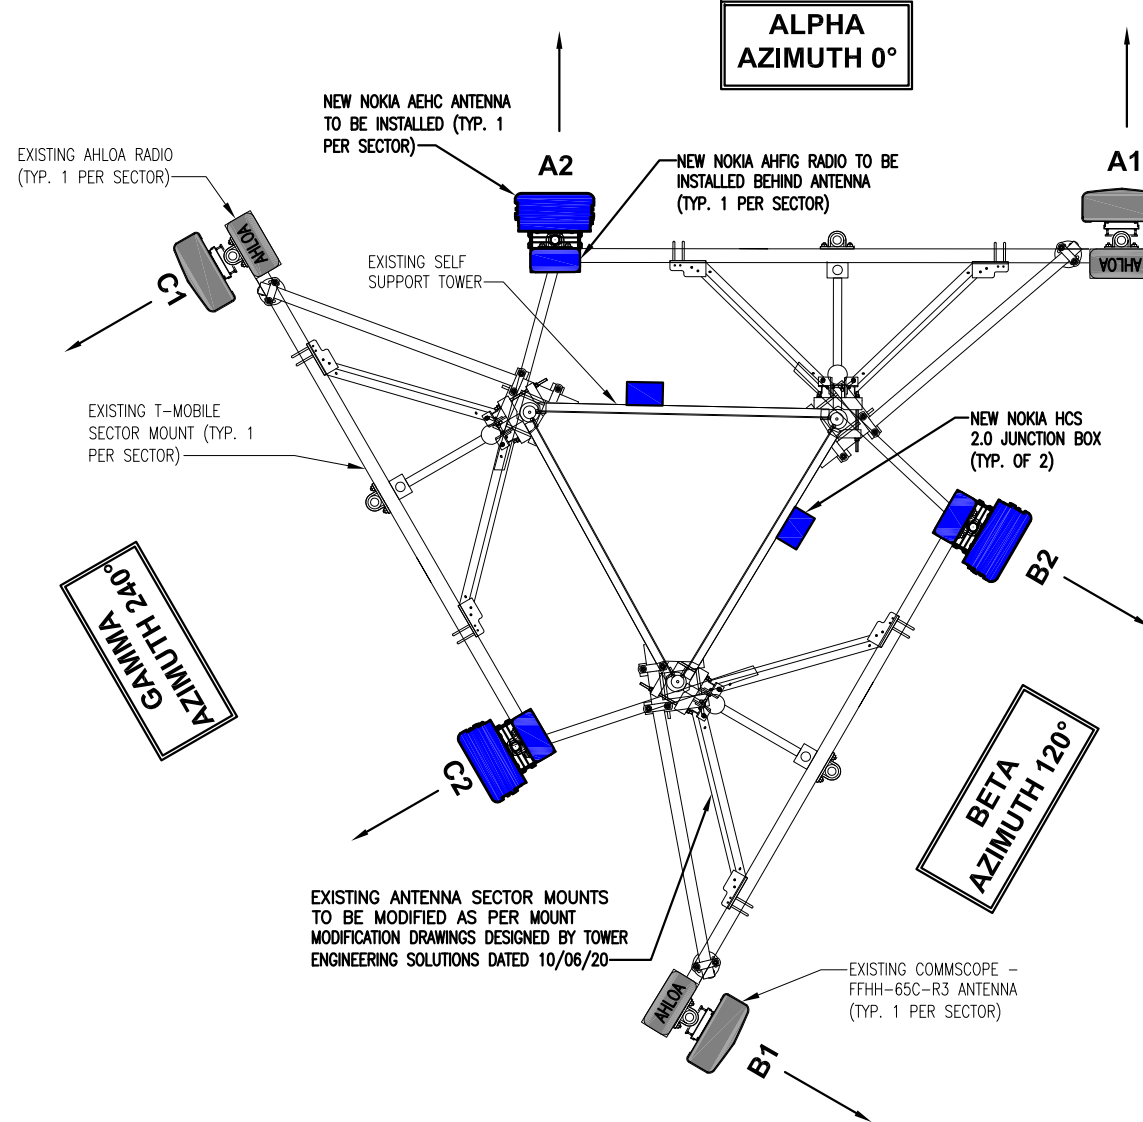 ALPHA
AZIMUTH 0°
NEW NOKIA AEHC ANTENNA
TO BE INSTALLED (TYP. 1
PER SECTOR)
A2
NEW NOKIA AHFIG RADIO TO BE
INSTALLED BEHIND ANTENNA
(TYP. 1 PER SECTOR)
A1
EXISTING AHLOA RADIO
(TYP. 1 PER SECTOR)
AHLOA
C1
EXISTING SELF
SUPPORT TOWER
AHLOA
EXISTING T-MOBILE
SECTOR MOUNT (TYP. 1
PER SECTOR)
NEW NOKIA HCS
2.0 JUNCTION BOX
(TYP. OF 2)
B2
GAMMA
AZIMUTH 240°
C2
BETA
AZIMUTH 120°
EXISTING ANTENNA SECTOR MOUNTS
TO BE MODIFIED AS PER MOUNT
MODIFICATION DRAWINGS DESIGNED BY TOWER
ENGINEERING SOLUTIONS DATED 10/06/20
AHLOA
EXISTING COMMSCOPE -
FFHH-65C-R3 ANTENNA
(TYP. 1 PER SECTOR)
B1